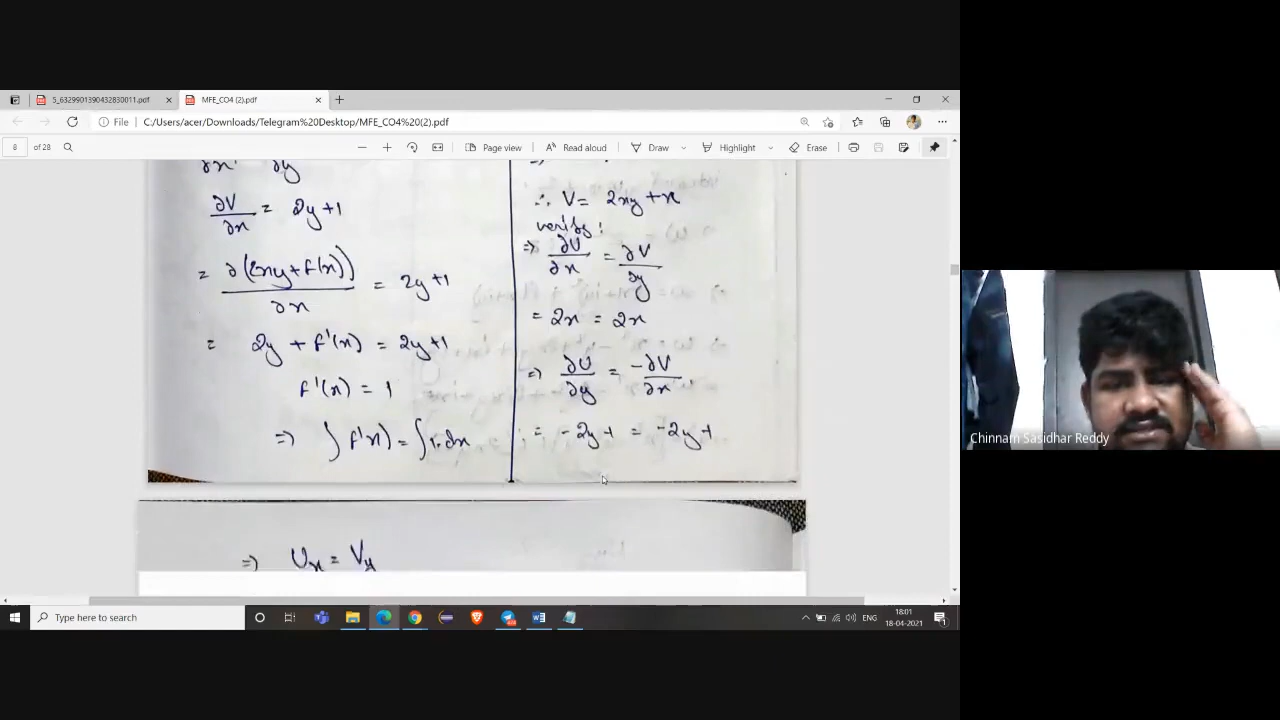 5_6329901390432830011.pdf
MFE_CO4 (2).pdf
File C:/Users/acer/Downloads/Telegram%20Desktop/MFE_CO4%20(2).pdf
8 of 28
Page view
Read aloud
Draw
Highlight
Erase
∂x ∂y
∂V/∂x = 2y+1
= ∂(2xy+f(x))/∂x = 2y+1
= 2y + f'(x) = 2y+1
f'(x) = 1
⇒ ∫ f'x) = ∫ 1. dx
⇒
∴ V = 2xy + x
verify:
⇒ ∂U/∂x = ∂V/∂y
= 2x = 2x
⇒ ∂U/∂y = -∂V/∂x
= -2y+ = -2y+
⇒ Ux = Vy
Chinnam Sasidhar Reddy
Type here to search
ENG
18:01
18-04-2021